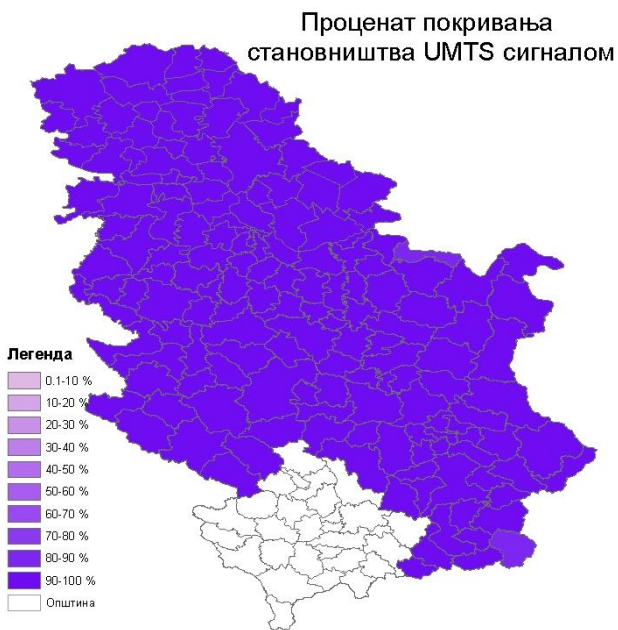 Проценат покривања
становништва UMTS сигналом
Легенда
0.1-10 %
10-20 %
20-30 %
30-40 %
40-50 %
50-60 %
60-70 %
70-80 %
80-90 %
90-100 %
Општина